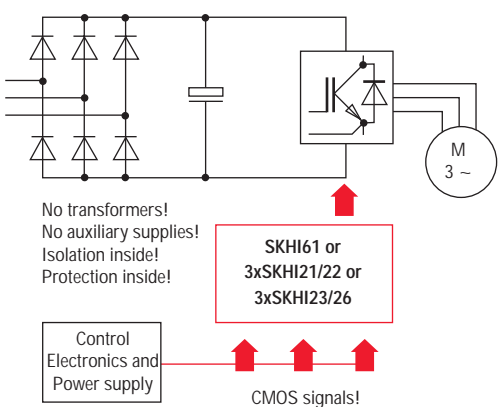 M
3 ~
No transformers!
No auxiliary supplies!
Isolation inside!
Protection inside!
SKHI61 or
3xSKHI21/22 or
3xSKHI23/26
Control
Electronics and
Power supply
CMOS signals!